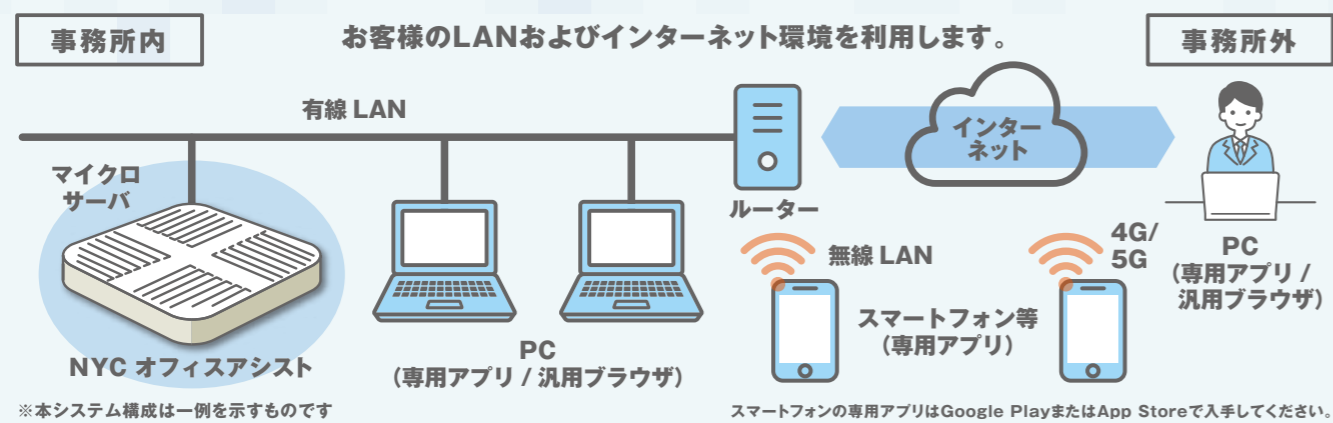 事務所内
お客様のLANおよびインターネット環境を利用します。
事務所外
有線 LAN
マイクロ
サーバ
NYC オフィスアシスト
PC
(専用アプリ / 汎用ブラウザ)
ルーター
インター
ネット
無線 LAN
スマートフォン等
(専用アプリ)
4G/
5G
PC
(専用アプリ /
汎用ブラウザ)
※本システム構成は一例を示すものです
スマートフォンの専用アプリはGoogle PlayまたはApp Storeで入手してください。